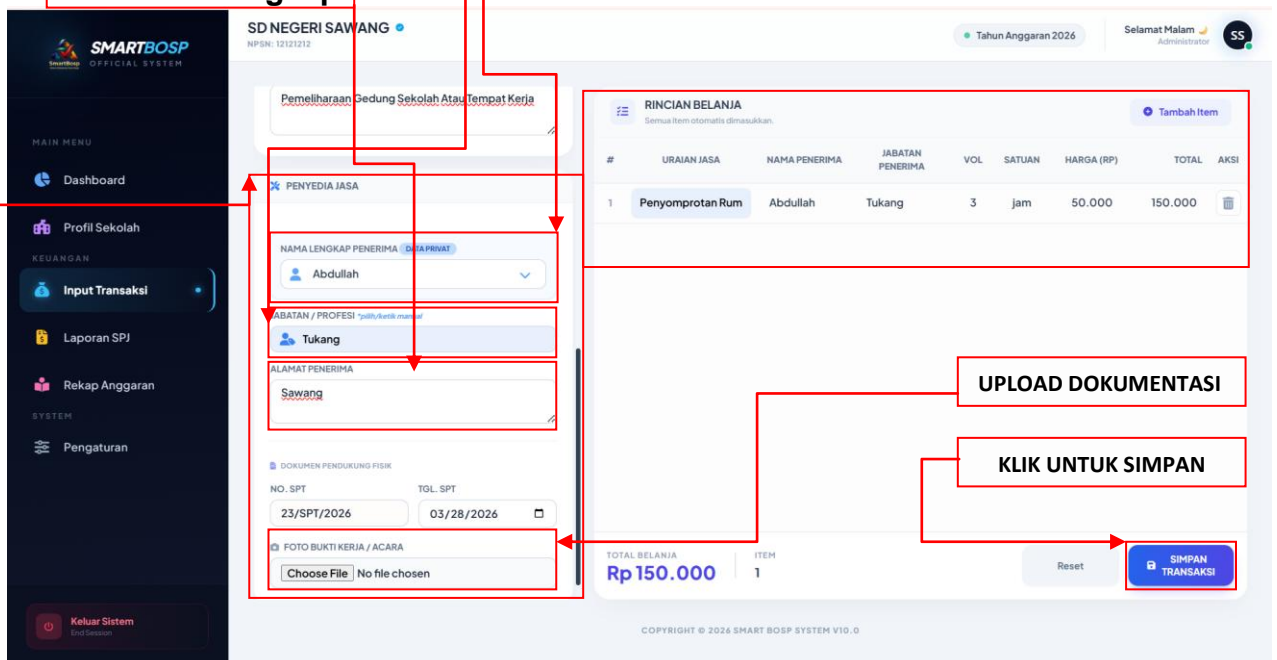 SD NEGERI SAWANG
NPSN: 12121212
Tahun Anggaran 2026
Selamat Malam
Administrator
SS
SMARTBOSP
OFFICIAL SYSTEM
SmartBosp
MAIN MENU
Dashboard
Profil Sekolah
KEUANGAN
Input Transaksi
Laporan SPJ
Rekap Anggaran
SYSTEM
Pengaturan
Keluar Sistem
End Session
Pemeliharaan Gedung Sekolah Atau Tempat Kerja
PENYEDIA JASA
NAMA LENGKAP PENERIMA DATA PRIVAT
Abdullah
JABATAN / PROFESI *pilih/ketik manual
Tukang
ALAMAT PENERIMA
Sawang
DOKUMEN PENDUKUNG FISIK
NO. SPT TGL. SPT
23/SPT/2026 03/28/2026
FOTO BUKTI KERJA / ACARA
Choose File No file chosen
RINCIAN BELANJA
Semua item otomatis dimasukkan.
Tambah Item
# URAIAN JASA NAMA PENERIMA JABATAN PENERIMA VOL SATUAN HARGA (RP) TOTAL AKSI
1 Penyomprotan Rum Abdullah Tukang 3 jam 50.000 150.000
UPLOAD DOKUMENTASI
KLIK UNTUK SIMPAN
TOTAL BELANJA ITEM
Rp 150.000 1
Reset
SIMPAN
TRANSAKSI
COPYRIGHT © 2026 SMART BOSP SYSTEM V10.0